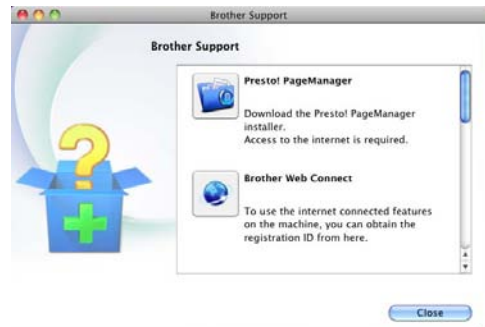 Brother Support
Brother Support
Presto! PageManager
Download the Presto! PageManager
installer.
Access to the internet is required.
Brother Web Connect
To use the internet connected features
on the machine, you can obtain the
registration ID from here.
Close